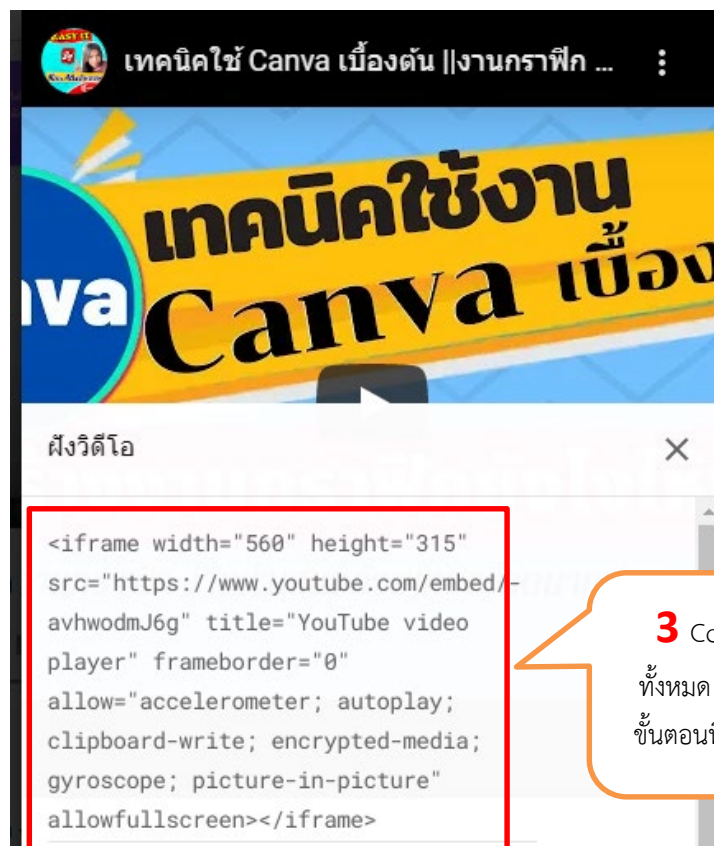 EASY IT
เทคนิคใช้ Canva เบื้องต้น ||งานกราฟิก ...
เทคนิคใช้งาน
Canva เบื้อง
nva
ฝังวิดีโอ
<iframe width="560" height="315"
src="https://www.youtube.com/embed/-
avhwodmJ6g" title="YouTube video
player" frameborder="0"
allow="accelerometer; autoplay;
clipboard-write; encrypted-media;
gyroscope; picture-in-picture"
allowfullscreen></iframe>
3 Co
ทั้งหมด
ขั้นตอนที่